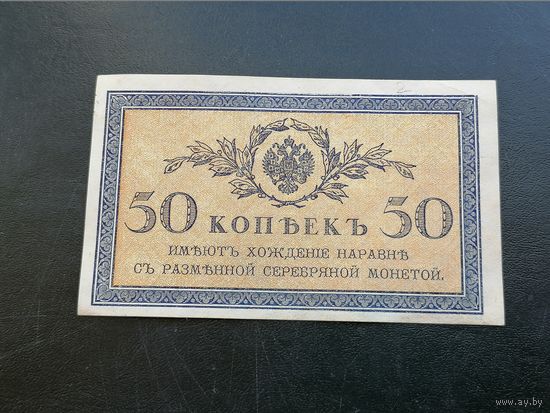 50 КОПѢЕКЪ 50
ИМѢЮТЪ ХОЖДЕНІЕ НАРАВНѢ
СЪ РАЗМѢННОЙ СЕРЕБРЯНОЙ МОНЕТОЙ.
www.ay.by